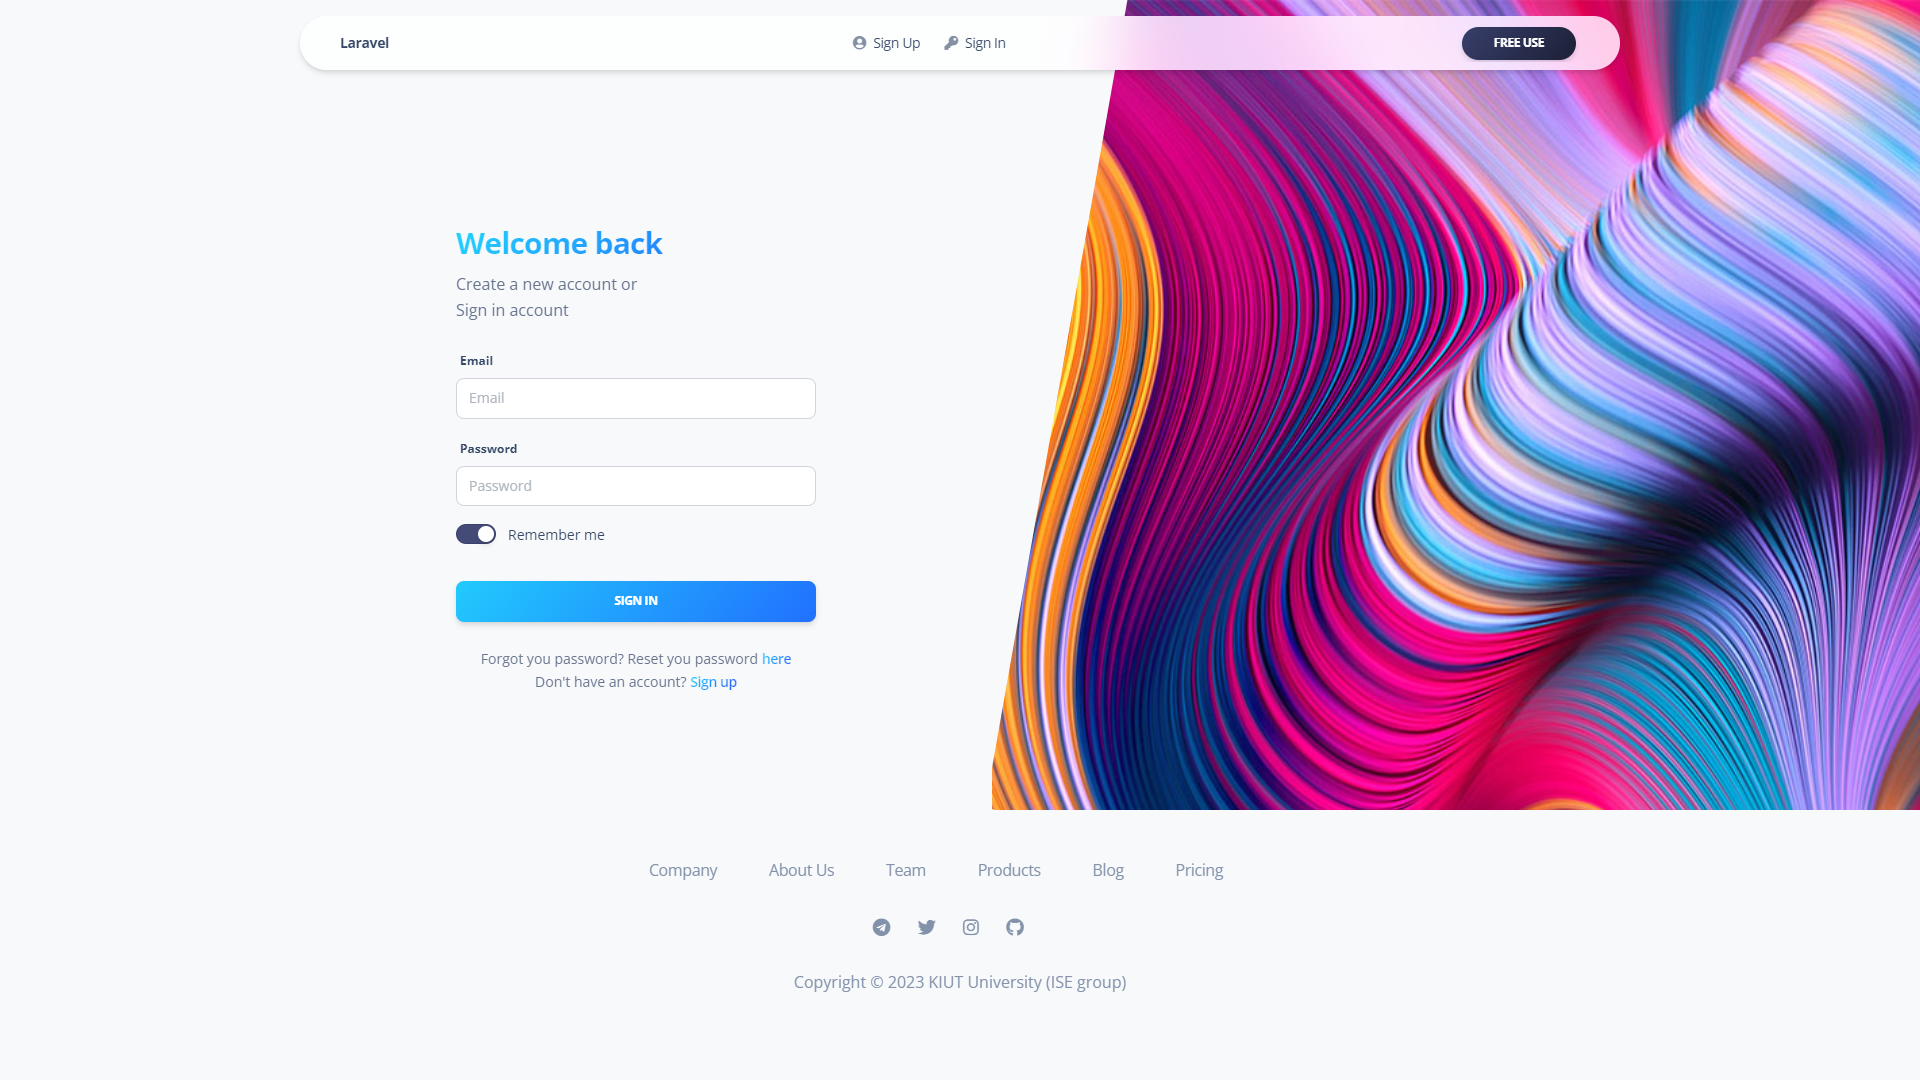 Laravel
Sign Up
Sign In
FREE USE
Welcome back
Create a new account or
Sign in account
Email
Email
Password
Password
Remember me
SIGN IN
Forgot you password? Reset you password here
Don't have an account? Sign up
Company About Us Team Products Blog Pricing
Copyright © 2023 KIUT University (ISE group)